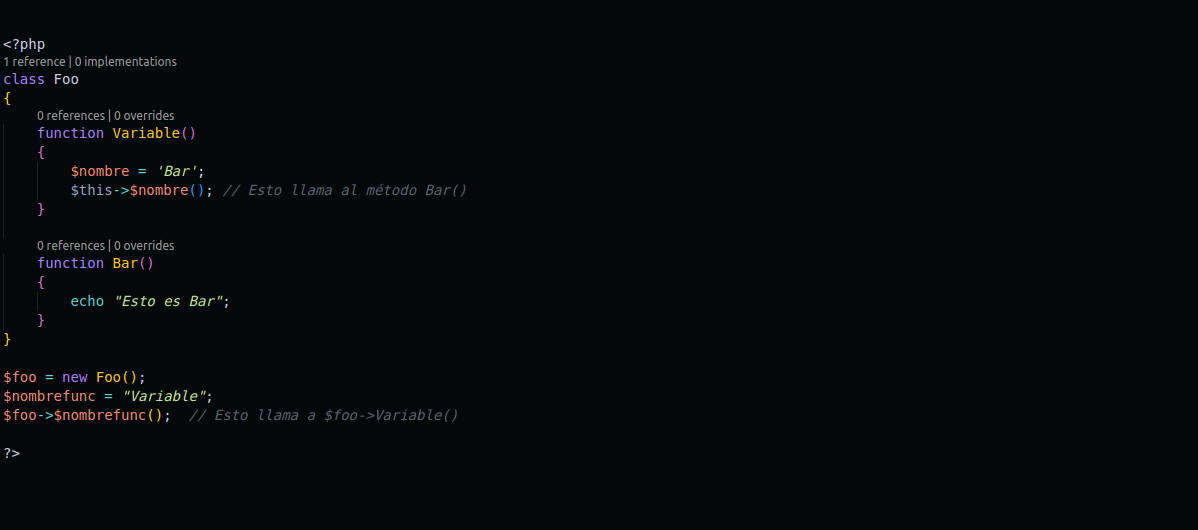 <?php
1 reference | 0 implementations
class Foo
{
0 references | 0 overrides
function Variable()
{
$nombre = 'Bar';
$this->$nombre(); // Esto llama al método Bar()
}
0 references | 0 overrides
function Bar()
{
echo "Esto es Bar";
}
}
$foo = new Foo();
$nombrefunc = "Variable";
$foo->$nombrefunc();  // Esto llama a $foo->Variable()
?>